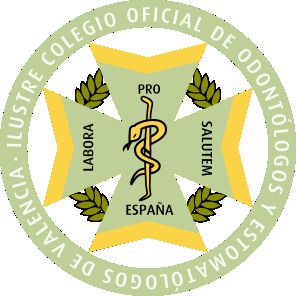 ILUSTRE COLEGIO OFICIAL DE ODONTÓLOGOS Y ESTOMATÓLOGOS DE VALENCIA ·
PRO
LABORA
SALUTEM
ESPAÑA